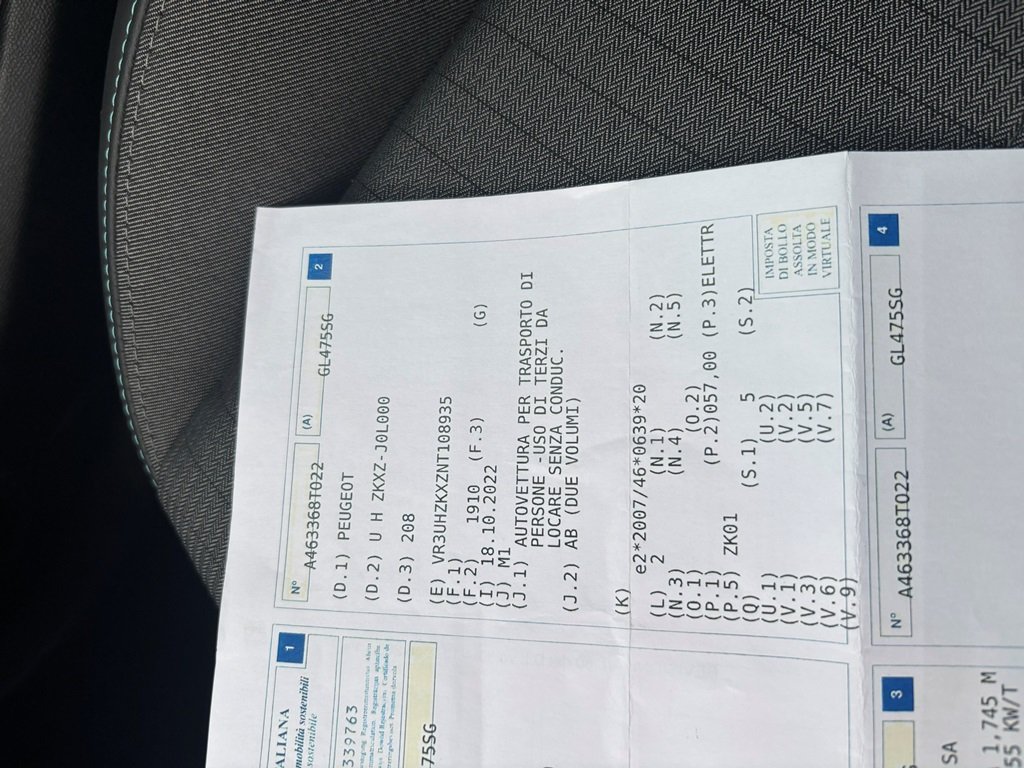 1
ALIANA
mobilità sostenibili
sostenibile
339763
75SG
2
N° A463368T022
(A) GL475SG
(D.1) PEUGEOT
(D.2) U H ZKXZ-J0L000
(D.3) 208
(E) VR3UHZKXZNT108935
(F.1)
(F.2) 1910 (F.3) (G)
(I) 18.10.2022
(J) M1
(J.1) AUTOVETTURA PER TRASPORTO DI
PERSONE -USO DI TERZI DA
LOCARE SENZA CONDUC.
(J.2) AB (DUE VOLUMI)
(K) e2*2007/46*0639*20
(L) 2 (N.1) (N.2)
(N.3) (N.4) (N.5)
(O.1) (O.2)
(P.1) (P.2)057,00 (P.3)ELETTR
(P.5) ZK01
(Q) (S.1) 5 (S.2)
(U.1) (U.2)
(V.1) (V.2)
(V.3) (V.5)
(V.6) (V.7)
(V.9)
IMPOSTA
DI BOLLO
ASSOLTA
IN MODO
VIRTUALE
3
SA
1,745 M
55 KW/T
4
N° A463368T022
(A) GL475SG